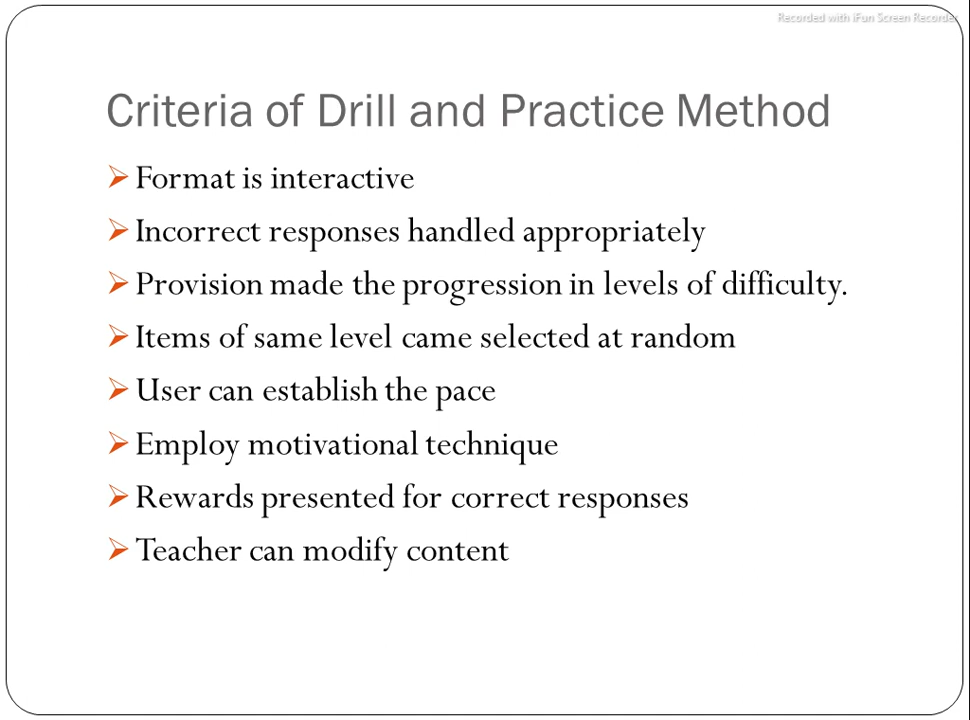 Recorded with iFun Screen Recorder
Criteria of Drill and Practice Method
Format is interactive
Incorrect responses handled appropriately
Provision made the progression in levels of difficulty.
Items of same level came selected at random
User can establish the pace
Employ motivational technique
Rewards presented for correct responses
Teacher can modify content